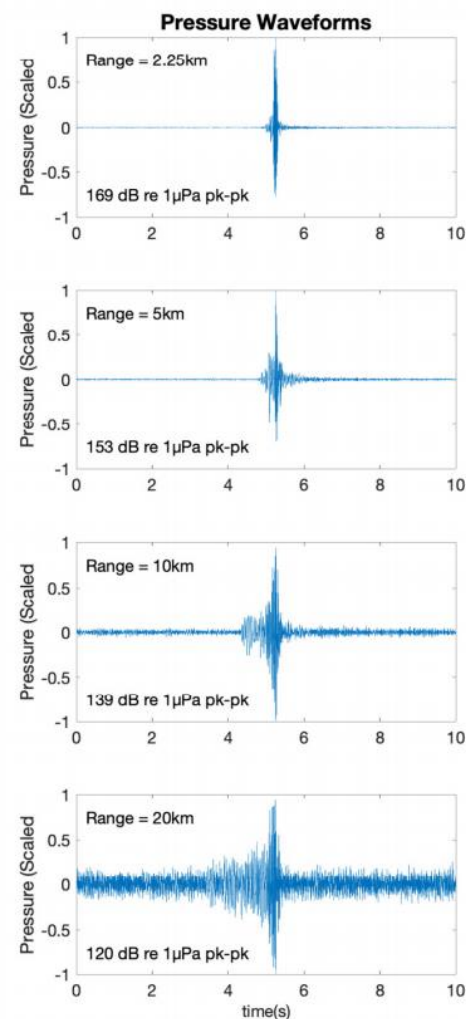 Pressure Waveforms
Pressure (Scaled
1
0.5
0
-0.5
-1
Range = 2.25km
169 dB re 1µPa pk-pk
0 2 4 6 8 10
Pressure (Scaled
1
0.5
0
-0.5
-1
Range = 5km
153 dB re 1µPa pk-pk
0 2 4 6 8 10
Pressure (Scaled
1
0.5
0
-0.5
-1
Range = 10km
139 dB re 1µPa pk-pk
0 2 4 6 8 10
Pressure (Scaled
1
0.5
0
-0.5
-1
Range = 20km
120 dB re 1µPa pk-pk
0 2 4 6 8 10
time(s)